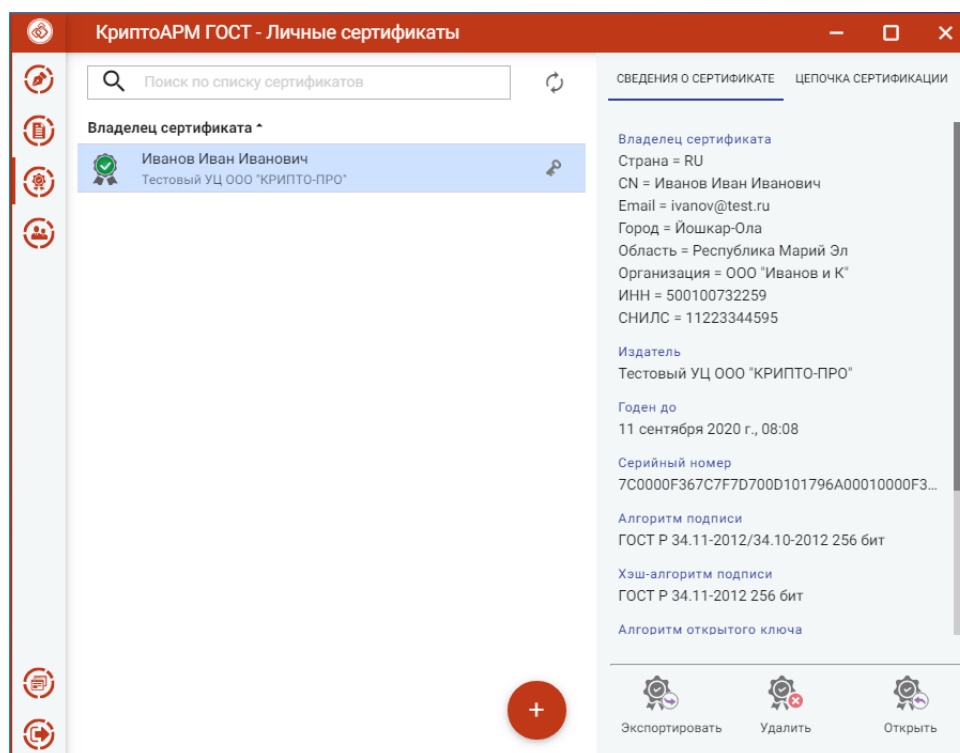 КриптоАРМ ГОСТ - Личные сертификаты
Поиск по списку сертификатов
Владелец сертификата
Иванов Иван Иванович
Тестовый УЦ ООО "КРИПТО-ПРО"
СВЕДЕНИЯ О СЕРТИФИКАТЕ
ЦЕПОЧКА СЕРТИФИКАЦИИ
Владелец сертификата
Страна = RU
CN = Иванов Иван Иванович
Email = ivanov@test.ru
Город = Йошкар-Ола
Область = Республика Марий Эл
Организация = ООО "Иванов и К"
ИНН = 500100732259
СНИЛС = 11223344595
Издатель
Тестовый УЦ ООО "КРИПТО-ПРО"
Годен до
11 сентября 2020 г., 08:08
Серийный номер
7C0000F367C7F7D700D101796A00010000F3...
Алгоритм подписи
ГОСТ Р 34.11-2012/34.10-2012 256 бит
Хэш-алгоритм подписи
ГОСТ Р 34.11-2012 256 бит
Алгоритм открытого ключа
Экспортировать
Удалить
Открыть